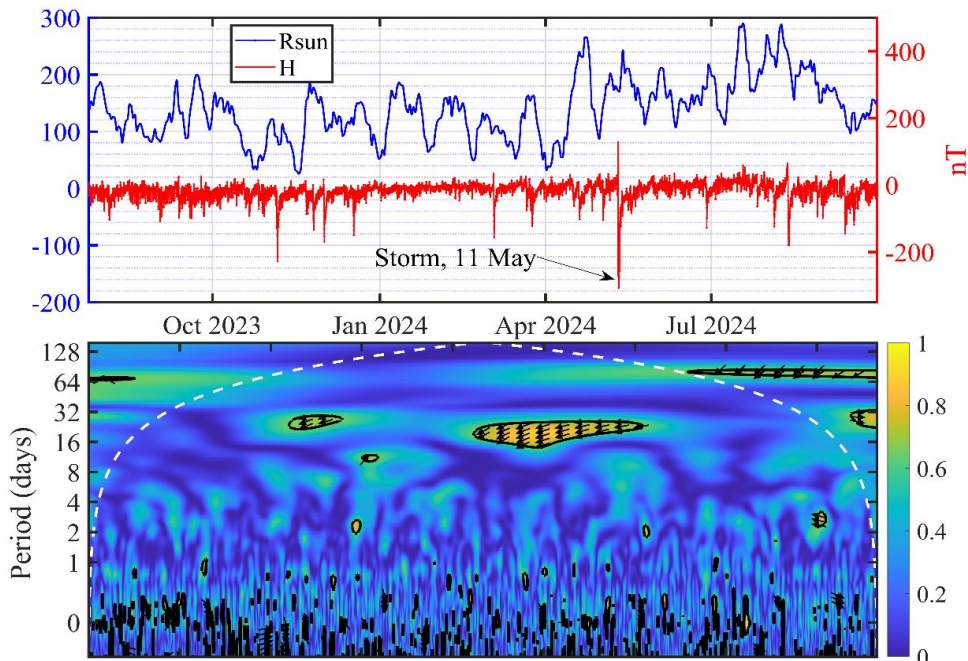 300
200
100
0
-100
-200
Rsun
H
400
200
0
-200
nT
Storm, 11 May
Oct 2023
Jan 2024
Apr 2024
Jul 2024
Period (days)
128
64
32
16
8
4
2
1
0
1
0.8
0.6
0.4
0.2
0